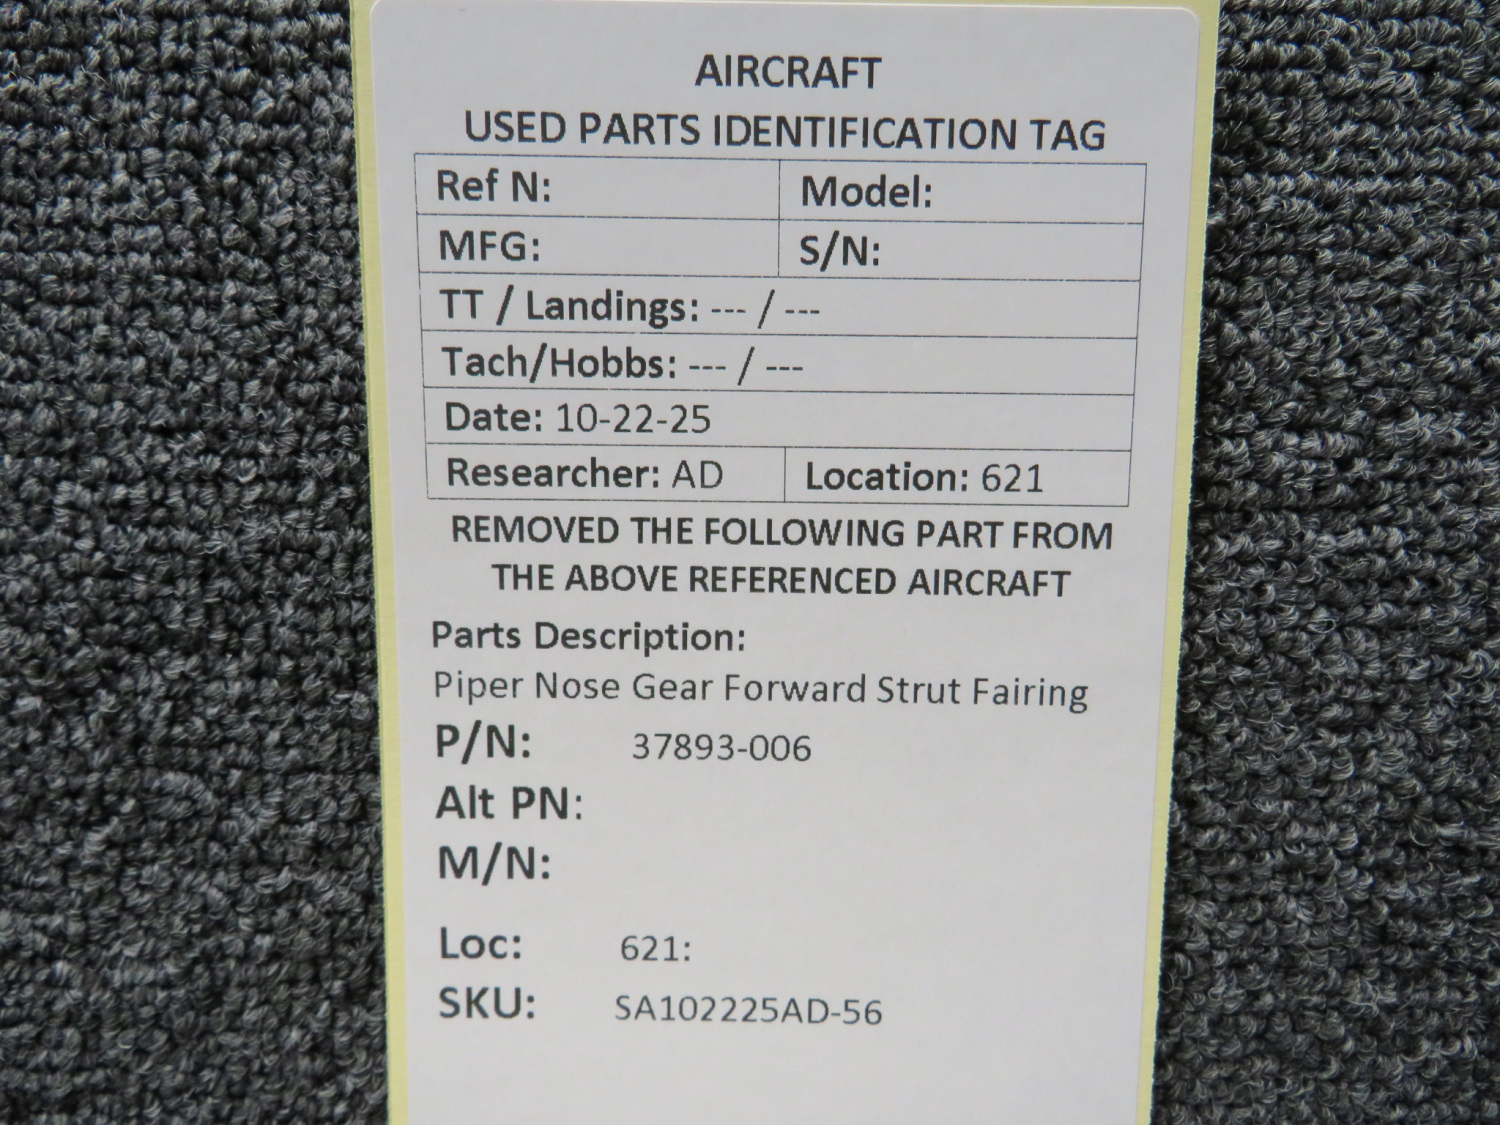 AIRCRAFT
USED PARTS IDENTIFICATION TAG
Ref N: Model:
MFG: S/N:
TT / Landings: --- / ---
Tach/Hobbs: --- / ---
Date: 10-22-25
Researcher: AD Location: 621
REMOVED THE FOLLOWING PART FROM
THE ABOVE REFERENCED AIRCRAFT
Parts Description:
Piper Nose Gear Forward Strut Fairing
P/N: 37893-006
Alt PN:
M/N:
Loc: 621:
SKU: SA102225AD-56